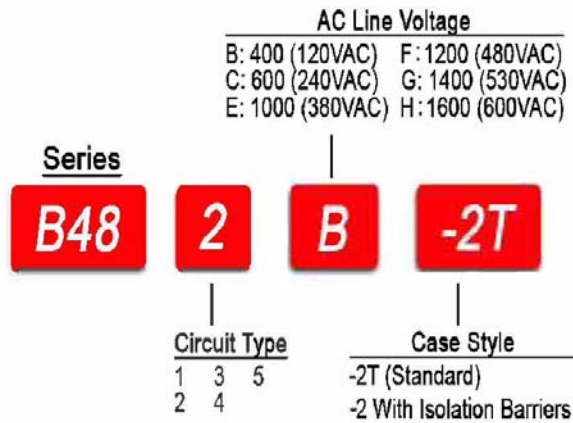 AC Line Voltage
B: 400 (120VAC) F: 1200 (480VAC)
C: 600 (240VAC) G: 1400 (530VAC)
E: 1000 (380VAC) H: 1600 (600VAC)
Series
B48 2 B -2T
Circuit Type
1 3 5
2 4
Case Style
-2T (Standard)
-2 With Isolation Barriers